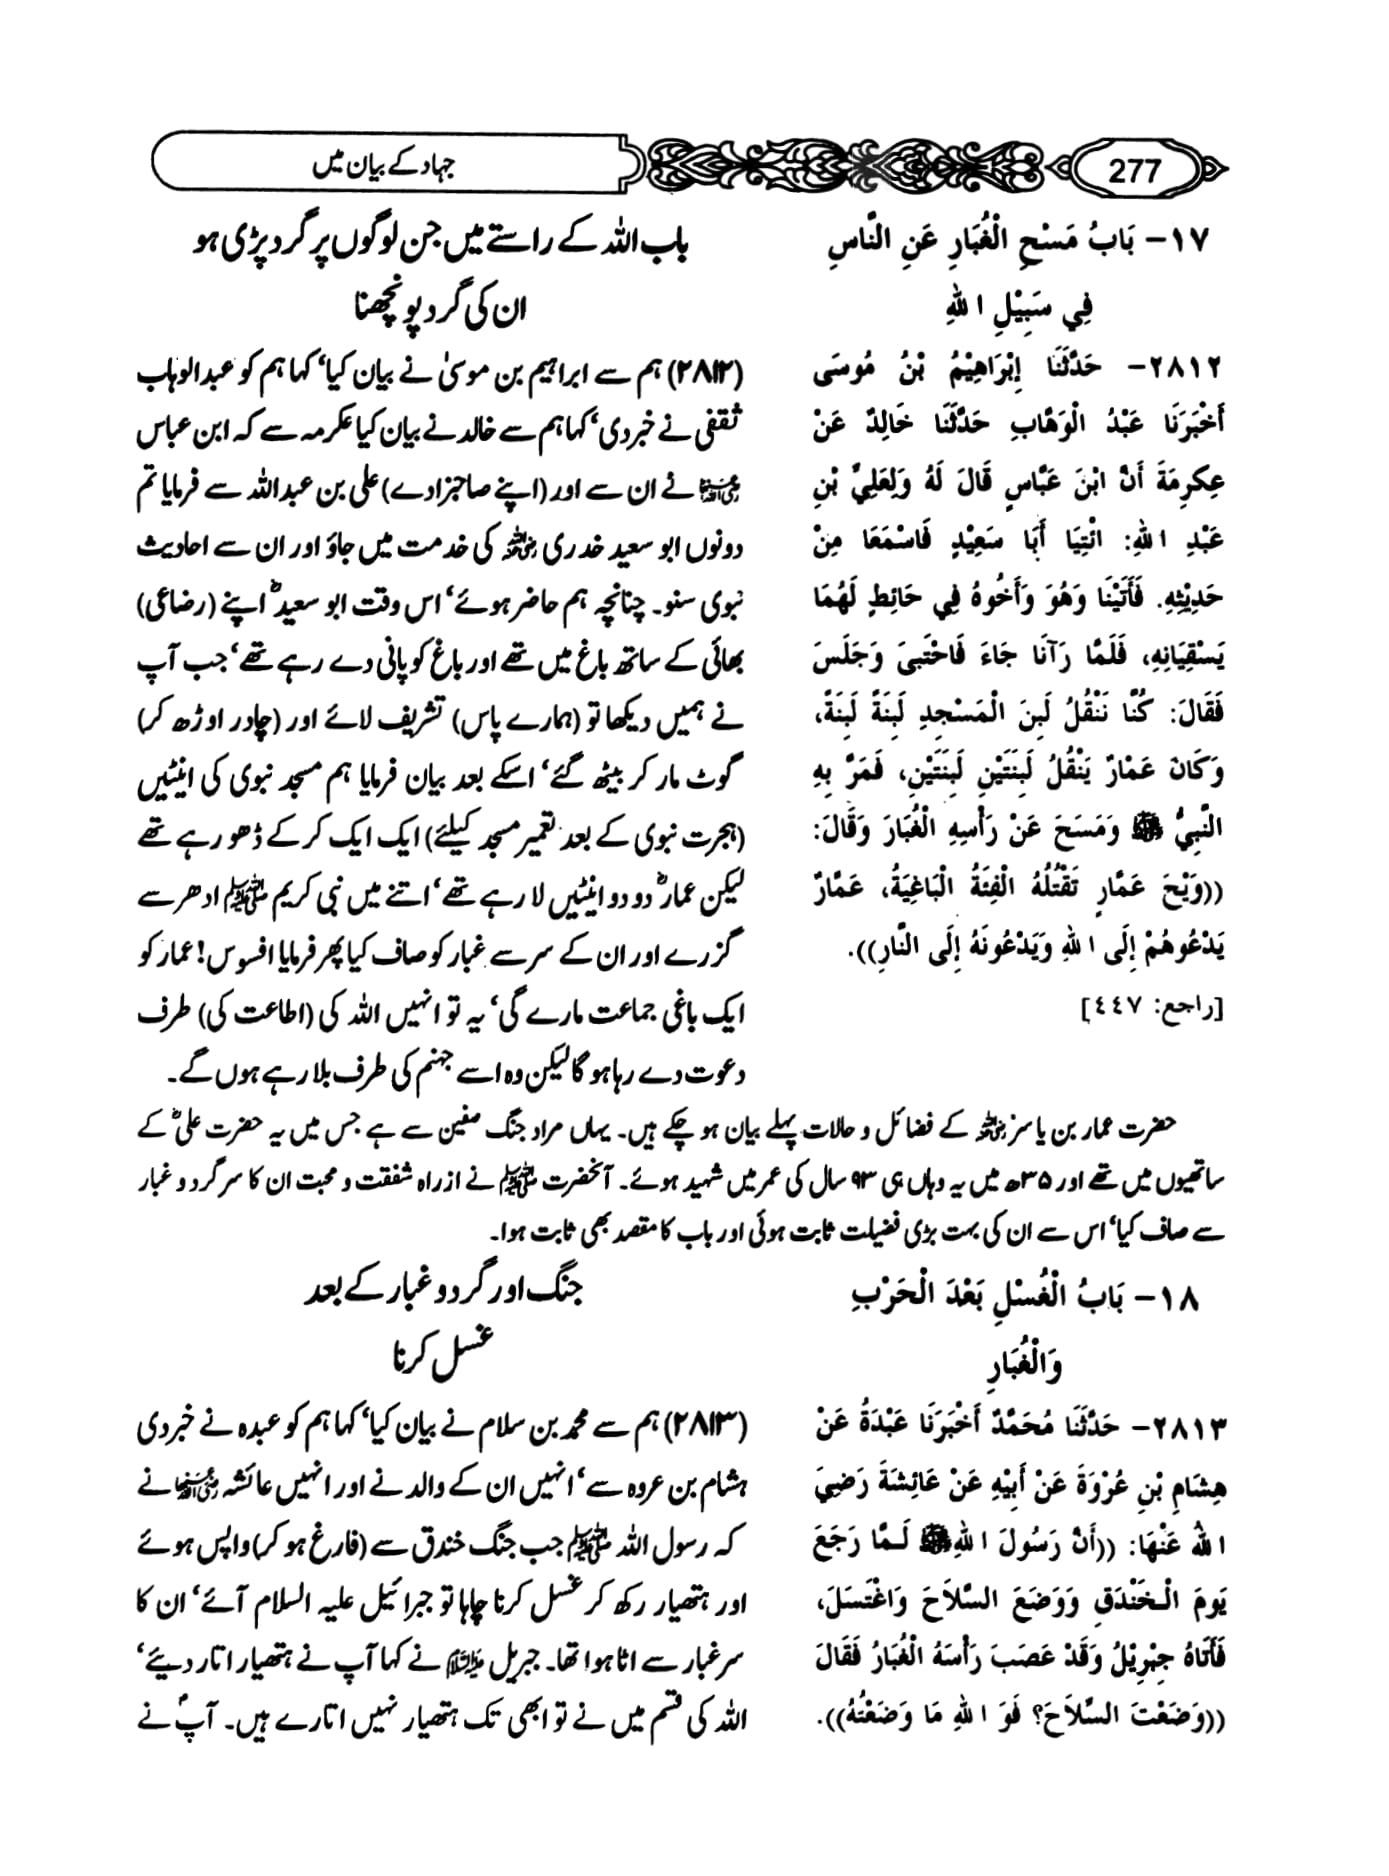 277
جہاد کے بیان میں
١٧- بَابُ مَسْحِ الْغُبَارِ عَنِ النَّاسِ
فِي سَبِيْلِ اللهِ
٢٨١٢- حَدَّثَنَا إِبْرَاهِيْمُ بْنُ مُوسَى
أَخْبَرَنَا عَبْدُ الْوَهَّابِ حَدَّثَنَا خَالِدٌ عَنْ
عِكرِمَةَ أَنَّ ابْنَ عَبَّاسٍ قَالَ لَهُ وَلِعَلِيِّ بْنِ
عَبْدِ اللهِ: ائْتِيَا أَبَا سَعِيْدٍ فَاسْمَعَا مِنْ
حَدِيْثِهِ. فَأَتَيْنَا وَهُوَ وَأَخُوهُ فِي حَائِطٍ لَهُمَا
يَسْقِيَانِهِ، فَلَمَّا رَآنَا جَاءَ فَاحْتَبَى وَجَلَسَ
فَقَالَ: كُنَّا نَنْقُلُ لَبِنَ الْمَسْجِدِ لَبِنَةً لَبِنَةً،
وَكَانَ عَمَّارٌ يَنْقُلُ لَبِنَتَيْنِ لَبِنَتَيْنِ، فَمَرَّ بِهِ
النَّبِيُّ ﷺ وَمَسَحَ عَنْ رَأْسِهِ الْغُبَارَ وَقَالَ:
((وَيْحَ عَمَّارٍ تَقْتُلُهُ الْفِئَةُ الْبَاغِيَةُ، عَمَّارٌ
يَدْعُوهُمْ إِلَى اللهِ وَيَدْعُونَهُ إِلَى النَّارِ)).
[راجع: ٤٤٧]
باب اللہ کے راستے میں جن لوگوں پر گرد پڑی ہو
ان کی گرد پونچھنا
(۲۸۱۲) ہم سے ابراہیم بن موسیٰ نے بیان کیا‘ کہا ہم کو عبدالوہاب
ثقفی نے خبر دی‘ کہا ہم سے خالد نے بیان کیا عکرمہ سے کہ ابن عباس
رضی اللہ عنہما نے ان سے اور (اپنے صاحبزادے) علی بن عبداللہ سے فرمایا تم
دونوں ابو سعید خدری رضی اللہ عنہ کی خدمت میں جاؤ اور ان سے احادیث
نبوی سنو۔ چنانچہ ہم حاضر ہوئے‘ اس وقت ابو سعیدؓ اپنے (رضاعی)
بھائی کے ساتھ باغ میں تھے اور باغ کو پانی دے رہے تھے‘ جب آپ
نے ہمیں دیکھا تو (ہمارے پاس) تشریف لائے اور (چادر اوڑھ کر)
گوٹ مار کر بیٹھ گئے‘ اسکے بعد بیان فرمایا ہم مسجد نبوی کی اینٹیں
(ہجرت نبوی کے بعد تعمیر مسجد کیلئے) ایک ایک کر کے ڈھو رہے تھے
لیکن عمارؓ دو دو اینٹیں لا رہے تھے‘ اتنے میں نبی کریم ﷺ ادھر سے
گزرے اور ان کے سر سے غبار کو صاف کیا پھر فرمایا افسوس! عمار کو
ایک باغی جماعت مارے گی‘ یہ تو انہیں اللہ کی (اطاعت کی) طرف
دعوت دے رہا ہو گا لیکن وہ اسے جہنم کی طرف بلا رہے ہوں گے۔
حضرت عمار بن یاسر رضی اللہ عنہ کے فضائل و حالات پہلے بیان ہو چکے ہیں۔ یہاں مراد جنگ صفین سے ہے جس میں یہ حضرت علیؓ کے
ساتھیوں میں تھے اور ۳۵ھ میں یہ وہاں ہی ۹۳ سال کی عمر میں شہید ہوئے۔ آنحضرت ﷺ نے ازراہ شفقت و محبت ان کا سر گرد و غبار
سے صاف کیا‘ اس سے ان کی بہت بڑی فضیلت ثابت ہوئی اور باب کا مقصد بھی ثابت ہوا۔
١٨- بَابُ الْغُسْلِ بَعْدَ الْحَرْبِ
وَالْغُبَارِ
٢٨١٣- حَدَّثَنَا مُحَمَّدٌ أَخْبَرَنَا عَبْدَةُ عَنْ
هِشَامِ بْنِ عُرْوَةَ عَنْ أَبِيْهِ عَنْ عَائِشَةَ رَضِيَ
اللهُ عَنْهَا: ((أَنَّ رَسُولَ اللهِ ﷺ لَـمَّا رَجَعَ
يَومَ الْـخَنْدَقِ وَوَضَعَ السِّلاَحَ وَاغْتَسَلَ،
فَأَتَاهُ جِبْرِيْلُ وَقَدْ عَصَبَ رَأْسَهُ الْغُبَارُ فَقَالَ
((وَضَعْتَ السِّلاَحَ؟ فَوَ اللهِ مَا وَضَعْتُهُ)).
جنگ اور گرد و غبار کے بعد
غسل کرنا
(۲۸۱۳) ہم سے محمد بن سلام نے بیان کیا‘ کہا ہم کو عبدہ نے خبر دی
ہشام بن عروہ سے‘ انہیں ان کے والد نے اور انہیں عائشہ رضی اللہ عنہا نے
کہ رسول اللہ ﷺ جب جنگ خندق سے (فارغ ہو کر) واپس ہوئے
اور ہتھیار رکھ کر غسل کرنا چاہا تو جبرائیل علیہ السلام آئے‘ ان کا
سر غبار سے اٹا ہوا تھا۔ جبریل علیہ السلام نے کہا آپ نے ہتھیار اتار دیئے‘
اللہ کی قسم میں نے تو ابھی تک ہتھیار نہیں اتارے ہیں۔ آپؐ نے